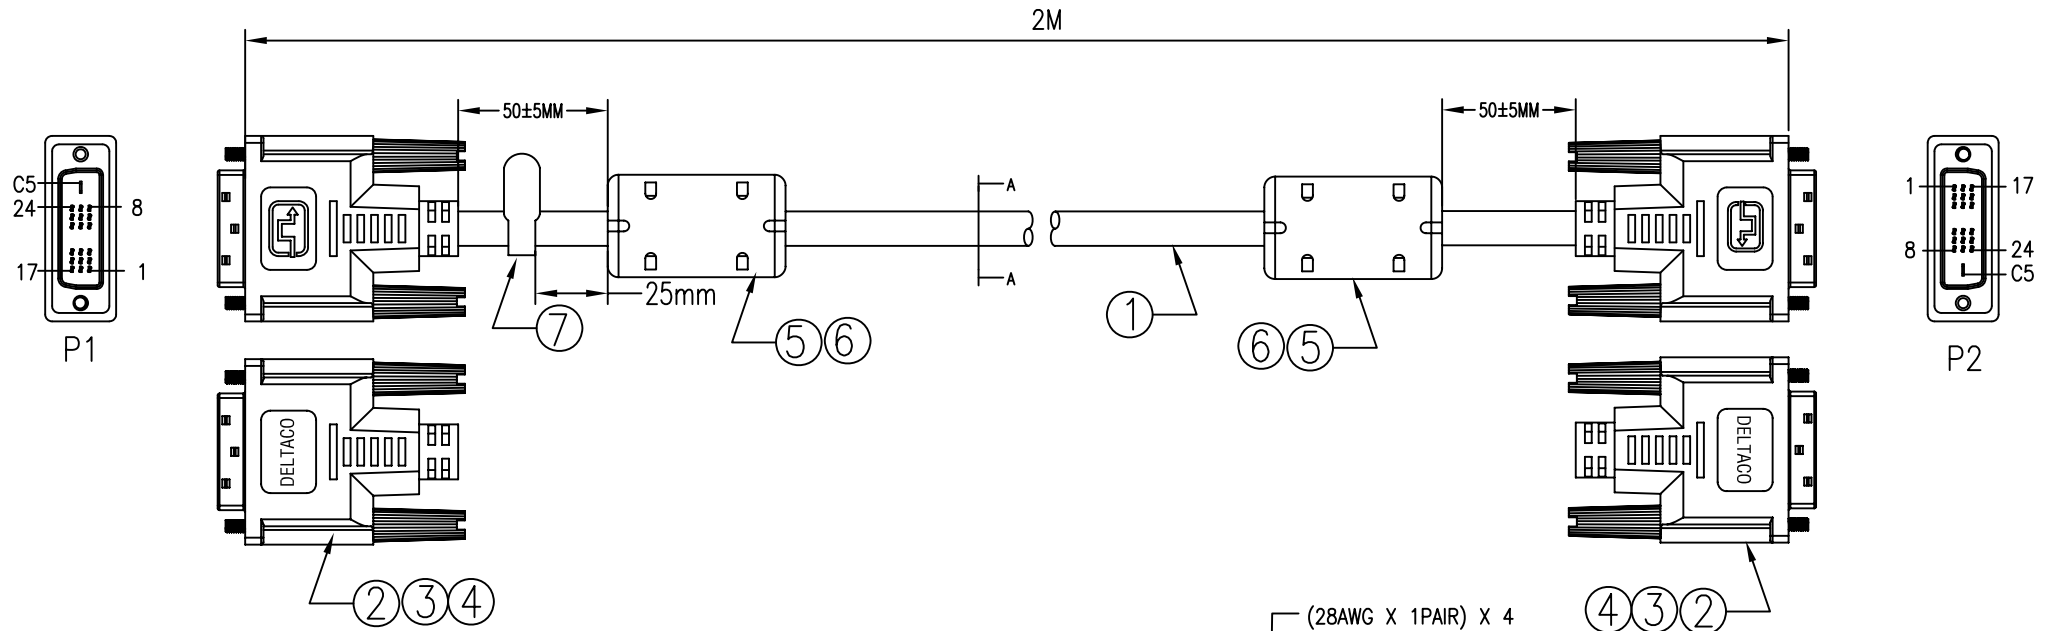 2M
50±5MM
50±5MM
C5
24
8
17
1
P1
A
A
25mm
7
5 6
1
6 5
1
17
8
24
C5
P2
DELTACO
DELTACO
2 3 4
4 3 2
(28AWG X 1PAIR) X 4